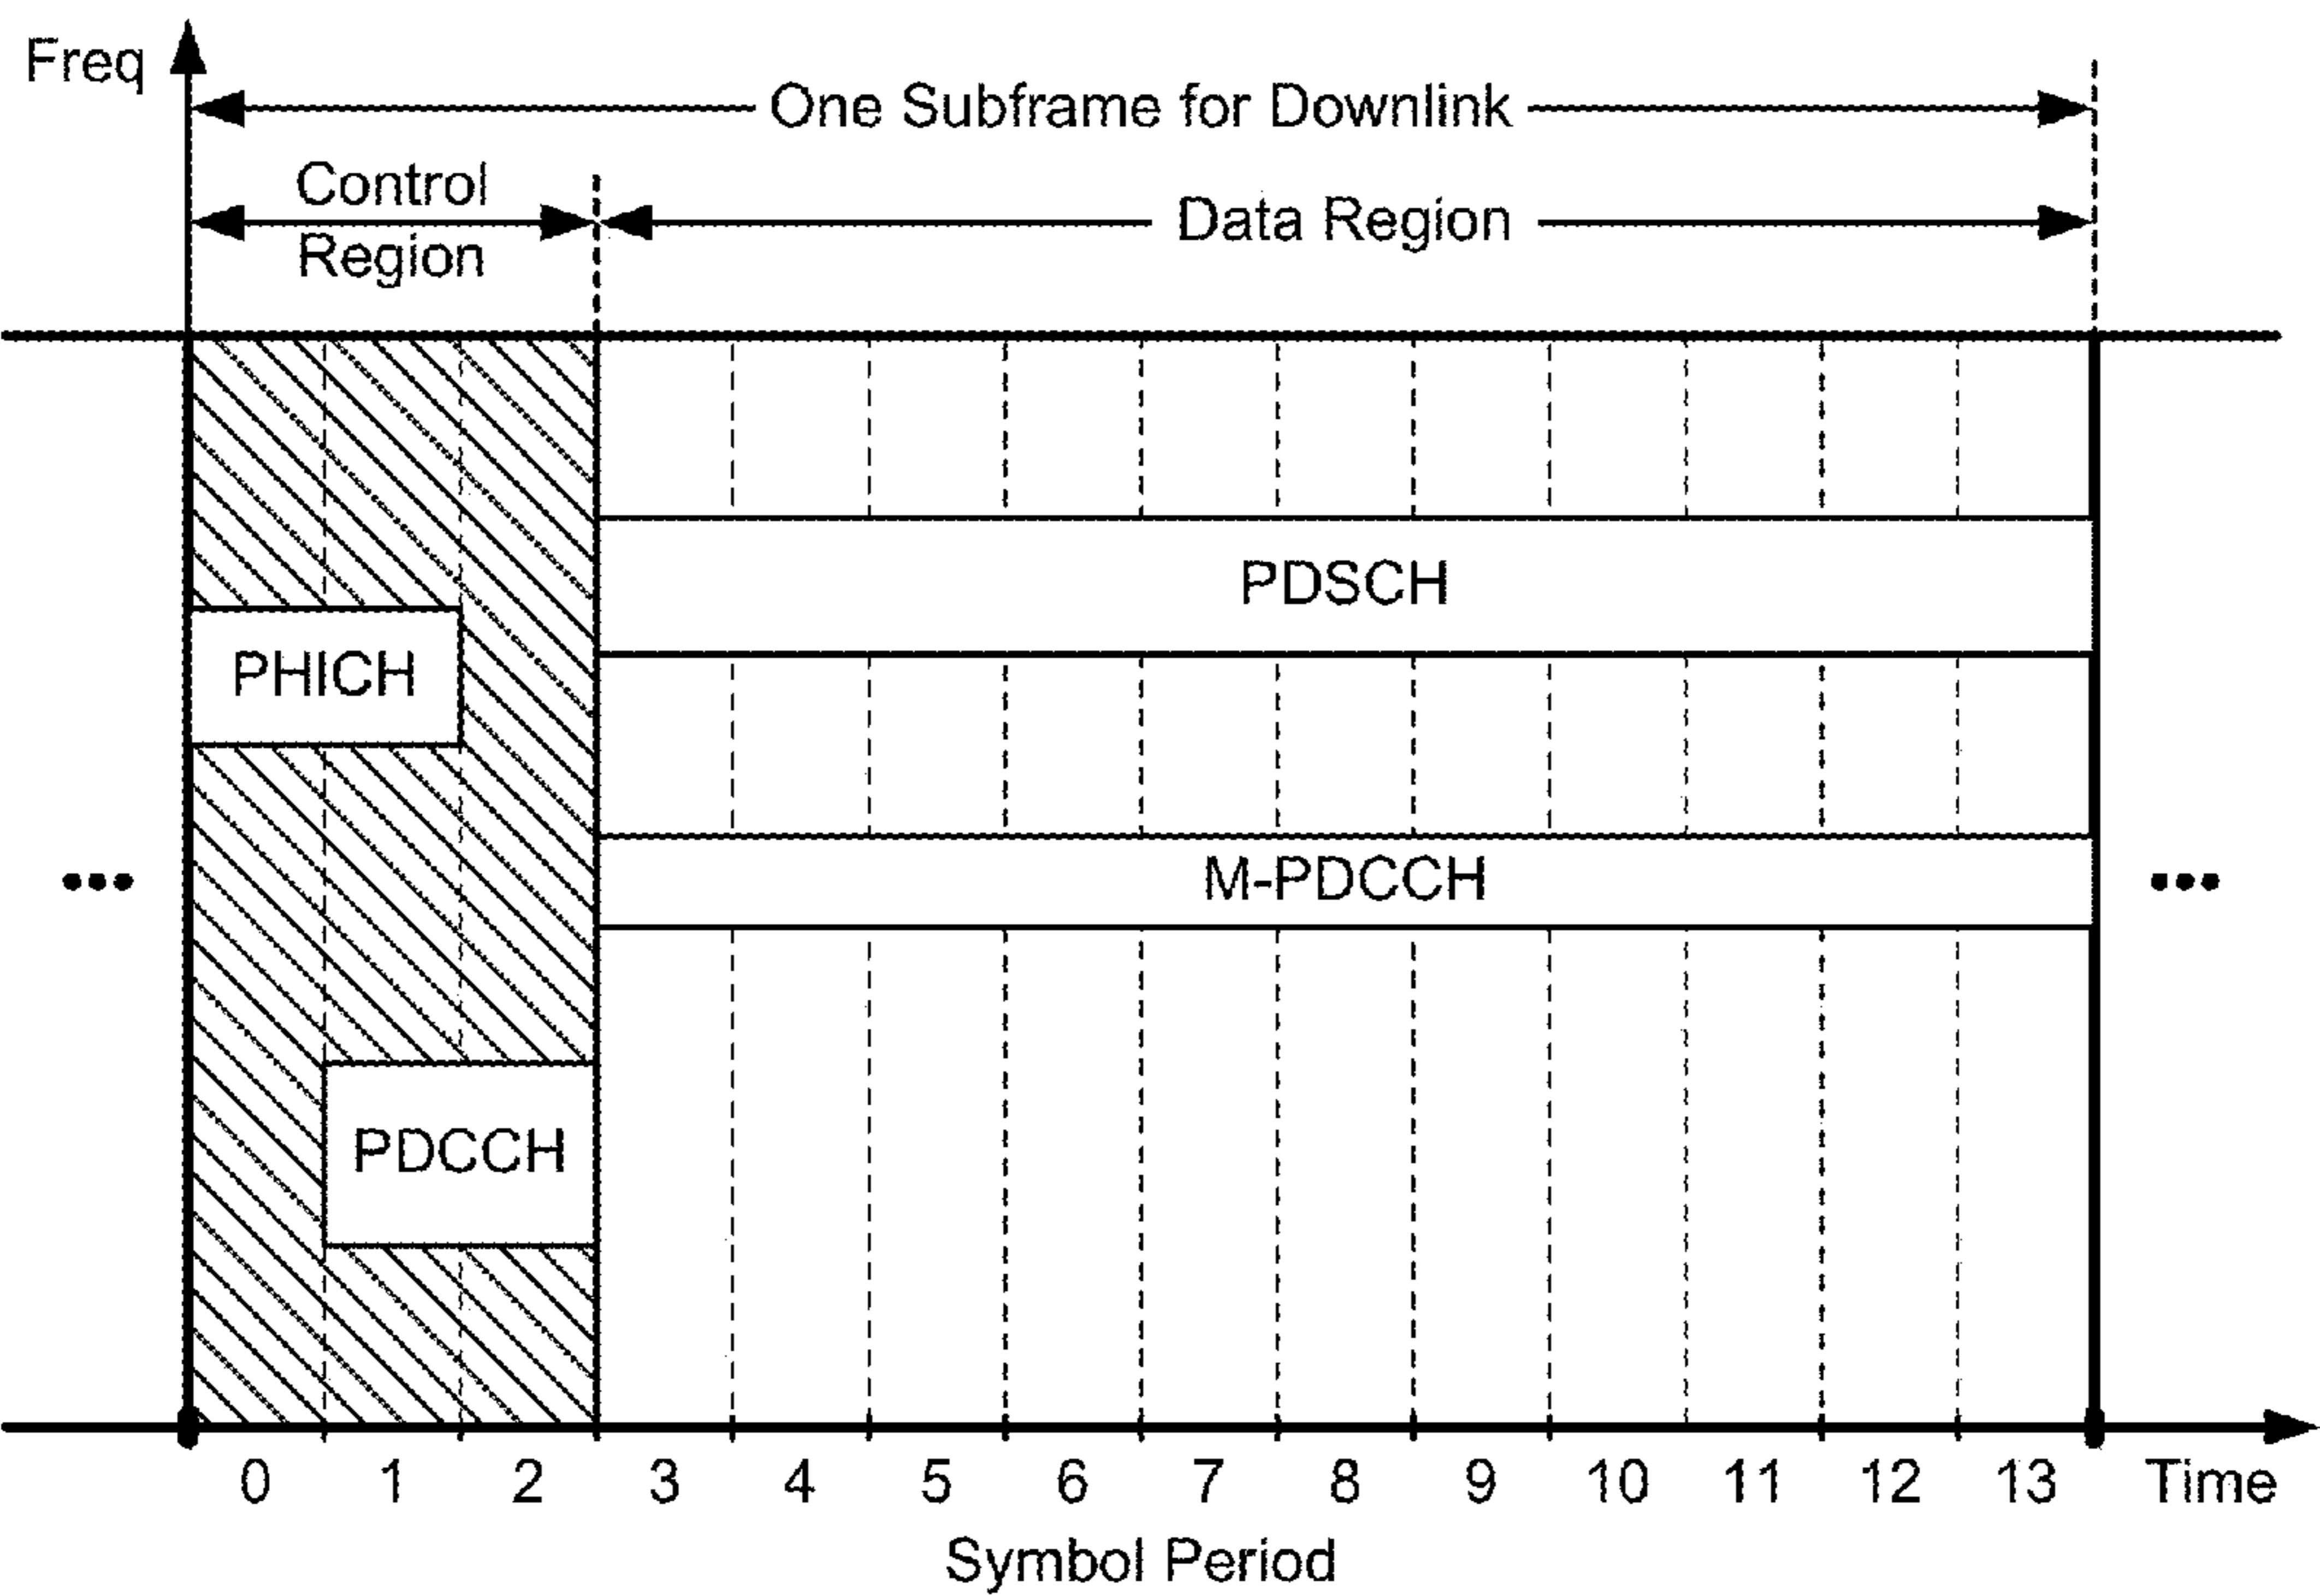 Freq
One Subframe for Downlink
Control
Region
Data Region
PDSCH
PHICH
M-PDCCH
PDCCH
0 1 2 3 4 5 6 7 8 9 10 11 12 13 Time
Symbol Period